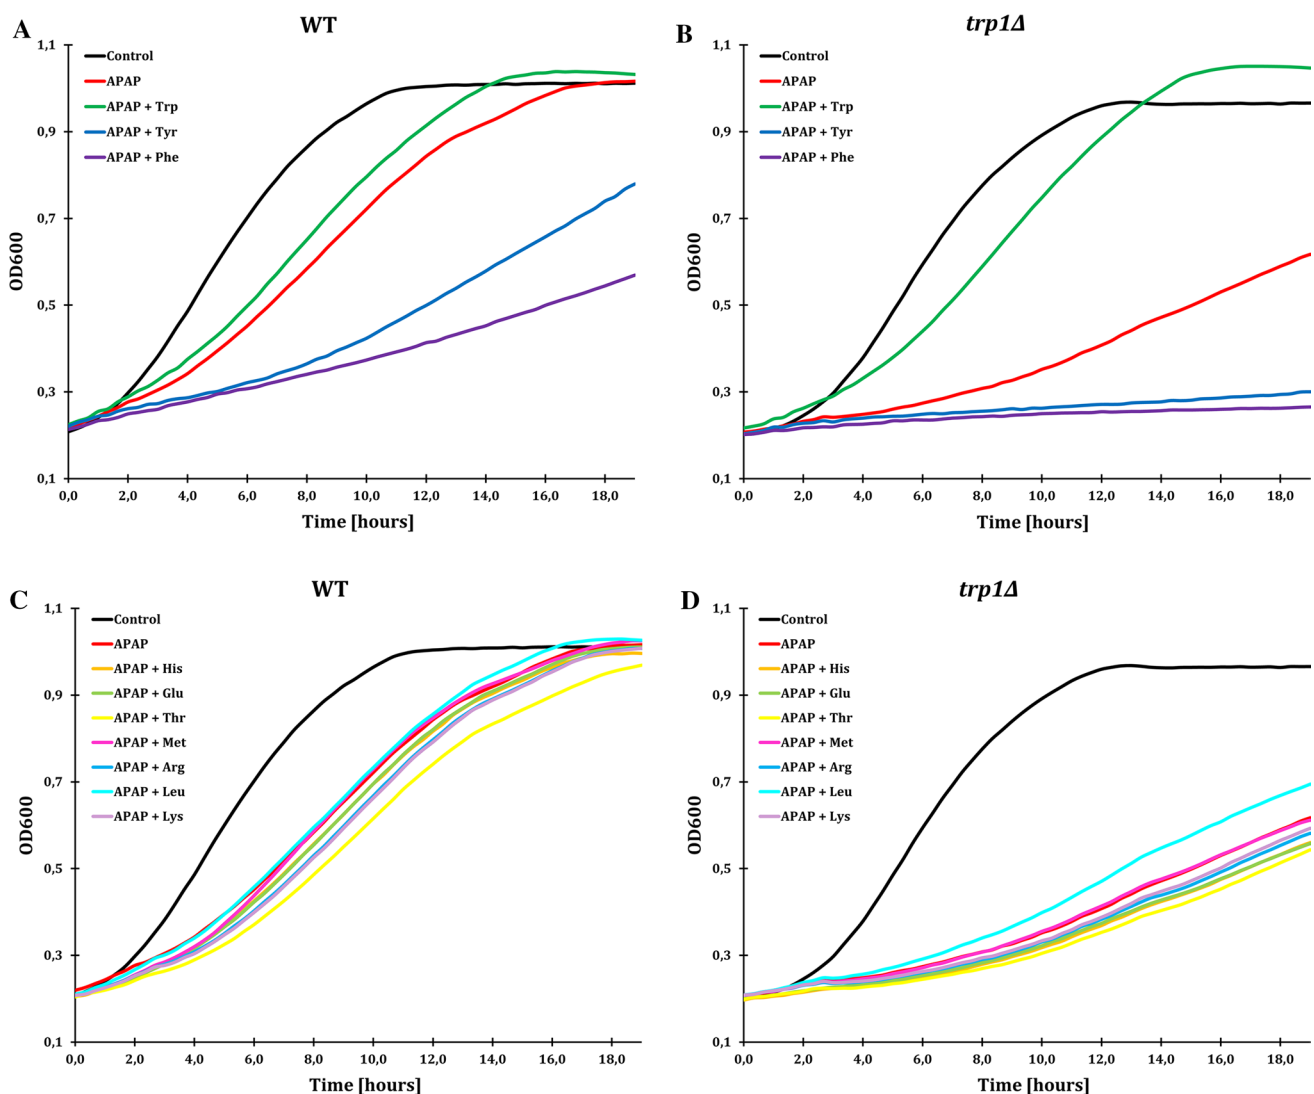 A
WT
1,1
0,9
0,7
0,5
0,3
0,1
OD600
Control
APAP
APAP + Trp
APAP + Tyr
APAP + Phe
0,0 2,0 4,0 6,0 8,0 10,0 12,0 14,0 16,0 18,0
Time [hours]
B
trp1Δ
1,1
0,9
0,7
0,5
0,3
0,1
OD600
Control
APAP
APAP + Trp
APAP + Tyr
APAP + Phe
0,0 2,0 4,0 6,0 8,0 10,0 12,0 14,0 16,0 18,0
Time [hours]
C
WT
1,1
0,9
0,7
0,5
0,3
0,1
OD600
Control
APAP
APAP + His
APAP + Glu
APAP + Thr
APAP + Met
APAP + Arg
APAP + Leu
APAP + Lys
0,0 2,0 4,0 6,0 8,0 10,0 12,0 14,0 16,0 18,0
Time [hours]
D
trp1Δ
1,1
0,9
0,7
0,5
0,3
0,1
OD600
Control
APAP
APAP + His
APAP + Glu
APAP + Thr
APAP + Met
APAP + Arg
APAP + Leu
APAP + Lys
0,0 2,0 4,0 6,0 8,0 10,0 12,0 14,0 16,0 18,0
Time [hours]